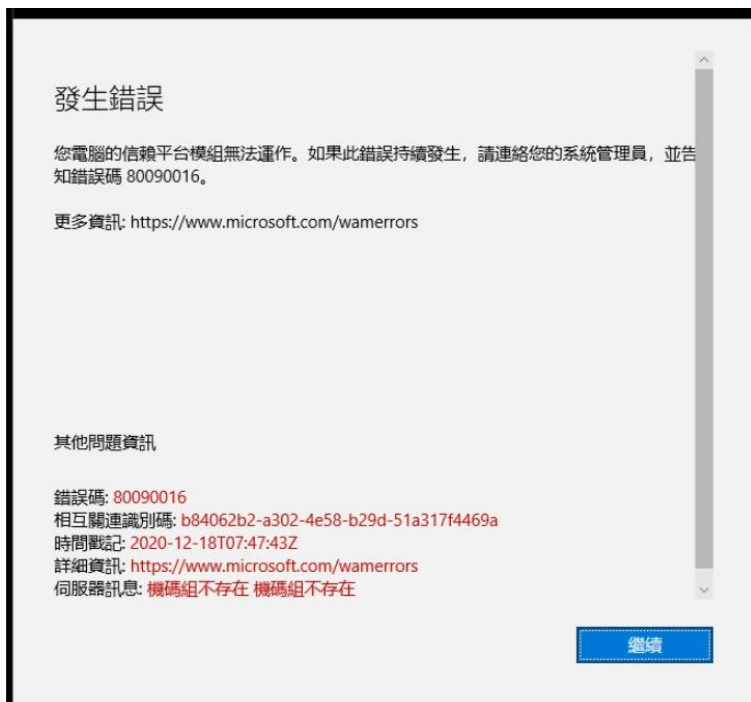 發生錯誤
您電腦的信賴平台模組無法運作。如果此錯誤持續發生，請連絡您的系統管理員，並告
知錯誤碼 80090016。
更多資訊: https://www.microsoft.com/wamerrors
其他問題資訊
錯誤碼: 80090016
相互關連識別碼: b84062b2-a302-4e58-b29d-51a317f4469a
時間戳記: 2020-12-18T07:47:43Z
詳細資訊: https://www.microsoft.com/wamerrors
伺服器訊息: 機碼組不存在 機碼組不存在
繼續